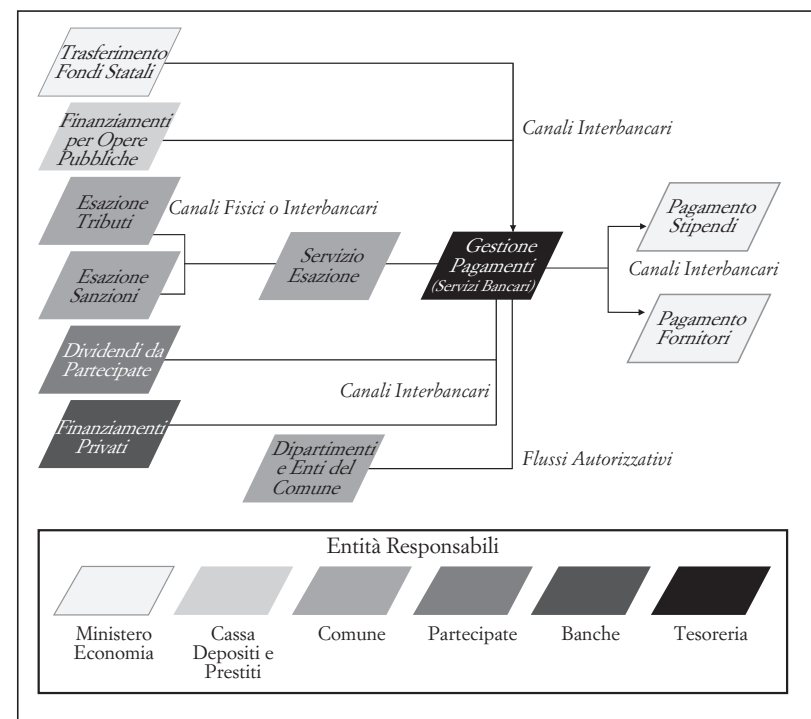 Trasferimento
Fondi Statali
Finanziamenti
per Opere
Pubbliche
Canali Interbancari
Esazione
Tributi
Canali Fisici o Interbancari
Esazione
Sanzioni
Servizio
Esazione
Gestione
Pagamenti
(Servizi Bancari)
Pagamento
Stipendi
Canali Interbancari
Pagamento
Fornitori
Dividendi da
Partecipate
Canali Interbancari
Finanziamenti
Privati
Dipartimenti
e Enti del
Comune
Flussi Autorizzativi
Entità Responsabili
Ministero
Economia
Cassa
Depositi e
Prestiti
Comune
Partecipate
Banche
Tesoreria